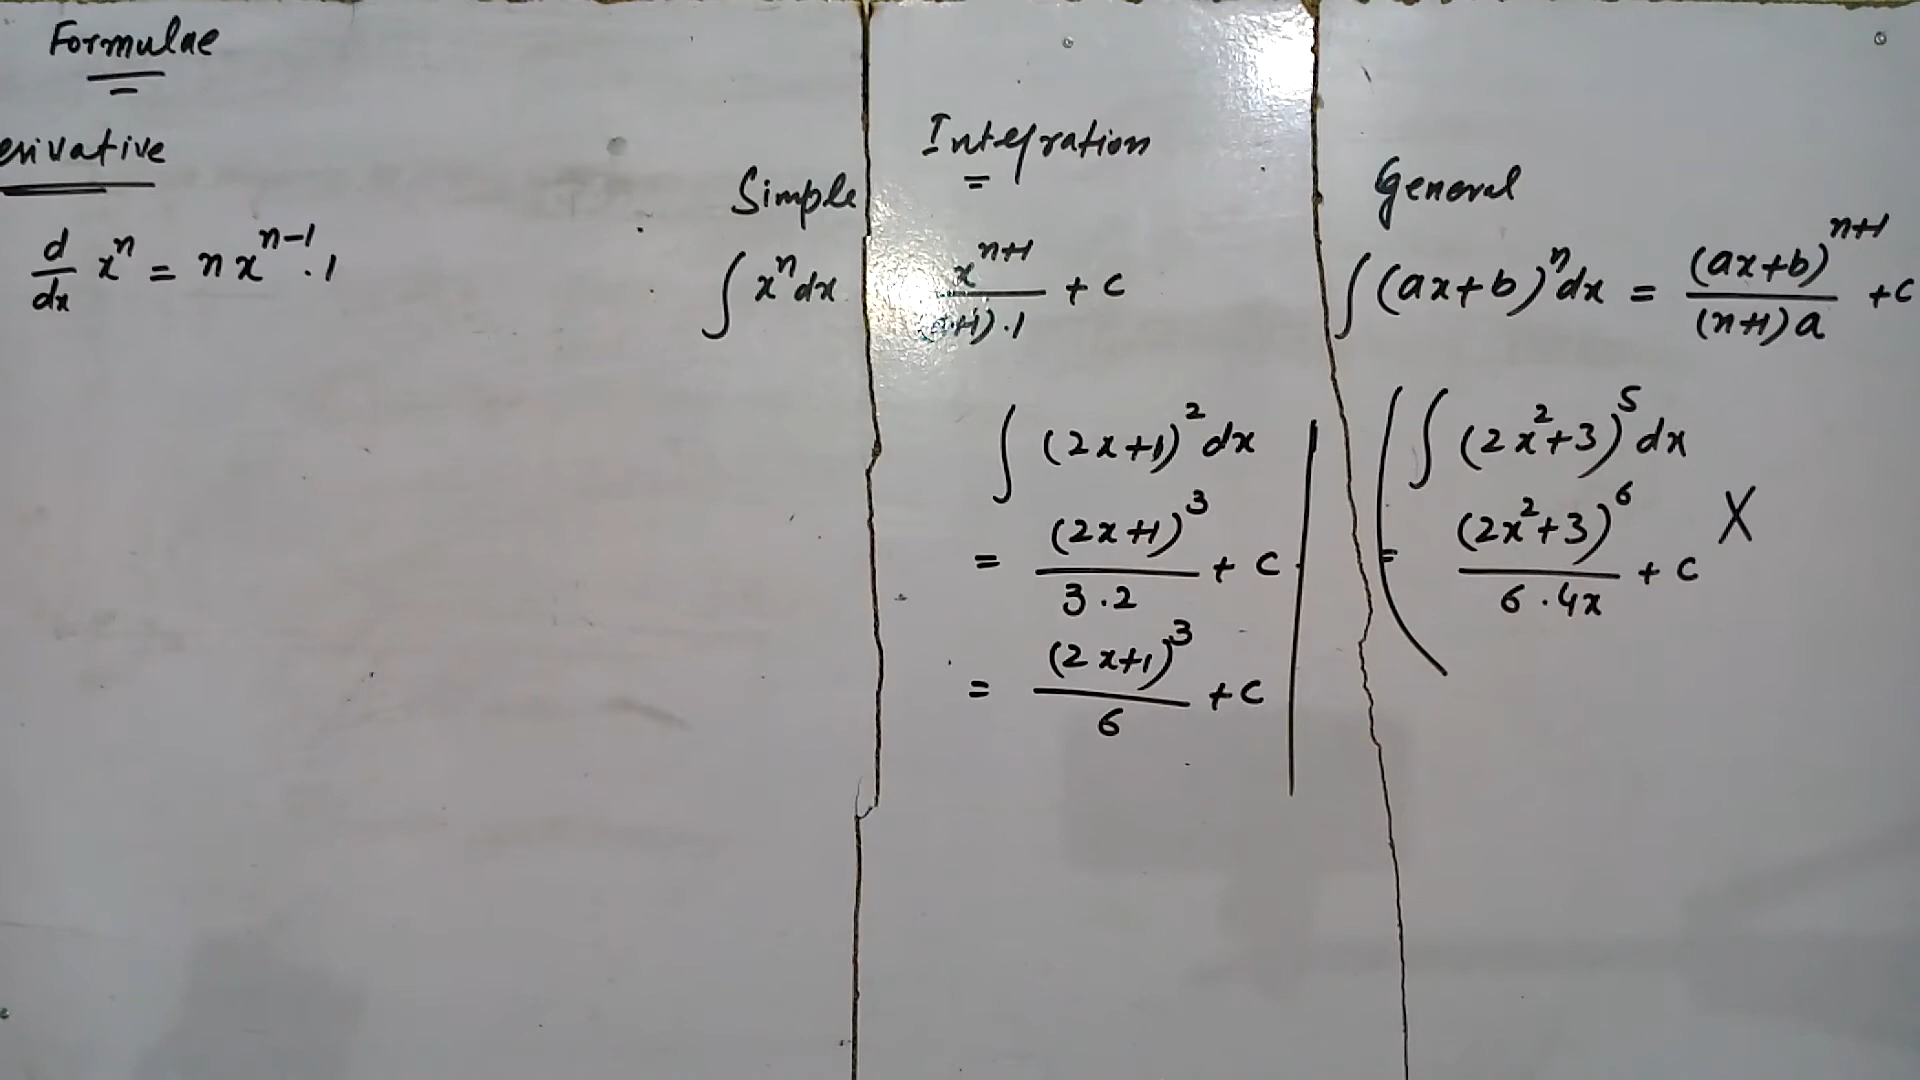 Formulae
erivative
d/dx x^n = n x^(n-1) . 1
Integration
Simple
∫ x^n dx x^(n+1)/((n+1) . 1) + c
∫ (2x+1)^2 dx
= (2x+1)^3/(3 . 2) + c
= (2x+1)^3/6 + c
General
∫ (ax+b)^n dx = (ax+b)^(n+1)/((n+1) a) + c
∫ (2x^2+3)^5 dx
= (2x^2+3)^6/(6 . 4x) + c X